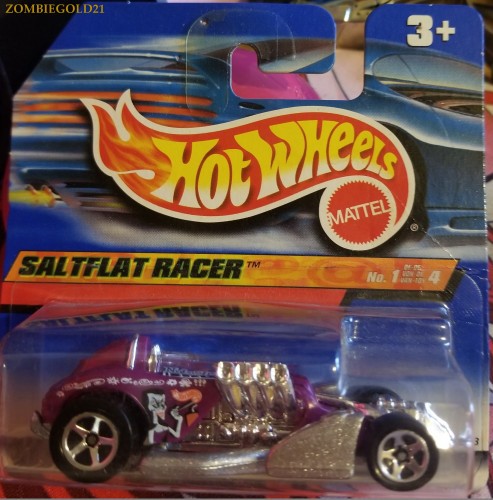 ZOMBIEGOLD21
3+
HOT WHEELS
MATTEL
®
SALTFLAT RACER™
No. 1 4